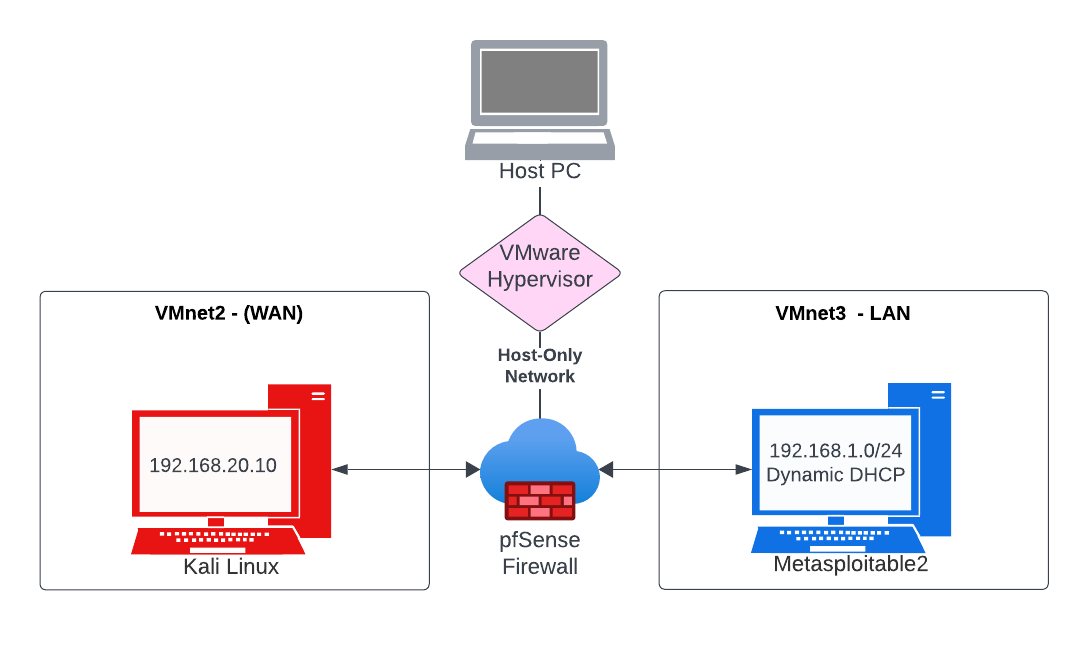 Host PC
VMware
Hypervisor
VMnet2 - (WAN)
VMnet3  - LAN
Host-Only
Network
192.168.20.10
192.168.1.0/24
Dynamic DHCP
pfSense
Firewall
Kali Linux
Metasploitable2